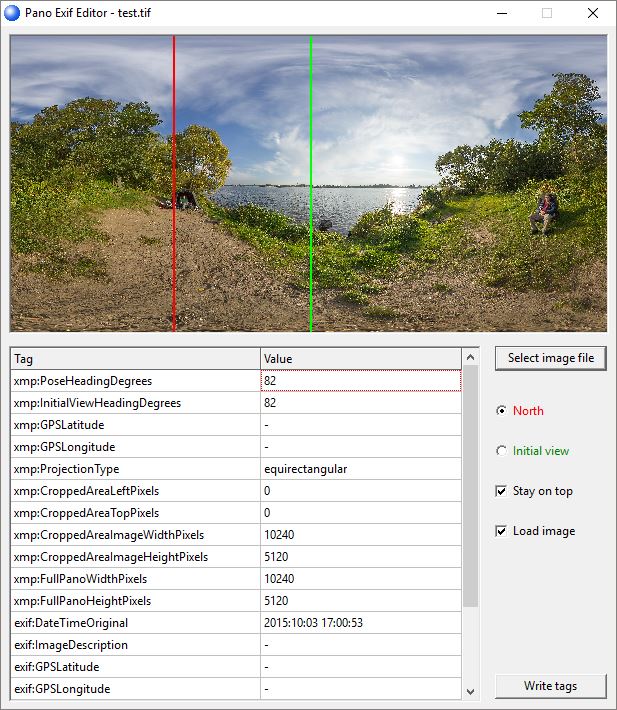 Pano Exif Editor - test.tif
Tag Value
xmp:PoseHeadingDegrees 82
xmp:InitialViewHeadingDegrees 82
xmp:GPSLatitude -
xmp:GPSLongitude -
xmp:ProjectionType equirectangular
xmp:CroppedAreaLeftPixels 0
xmp:CroppedAreaTopPixels 0
xmp:CroppedAreaImageWidthPixels 10240
xmp:CroppedAreaImageHeightPixels 5120
xmp:FullPanoWidthPixels 10240
xmp:FullPanoHeightPixels 5120
exif:DateTimeOriginal 2015:10:03 17:00:53
exif:ImageDescription -
exif:GPSLatitude -
exif:GPSLongitude -
Select image file
North
Initial view
Stay on top
Load image
Write tags